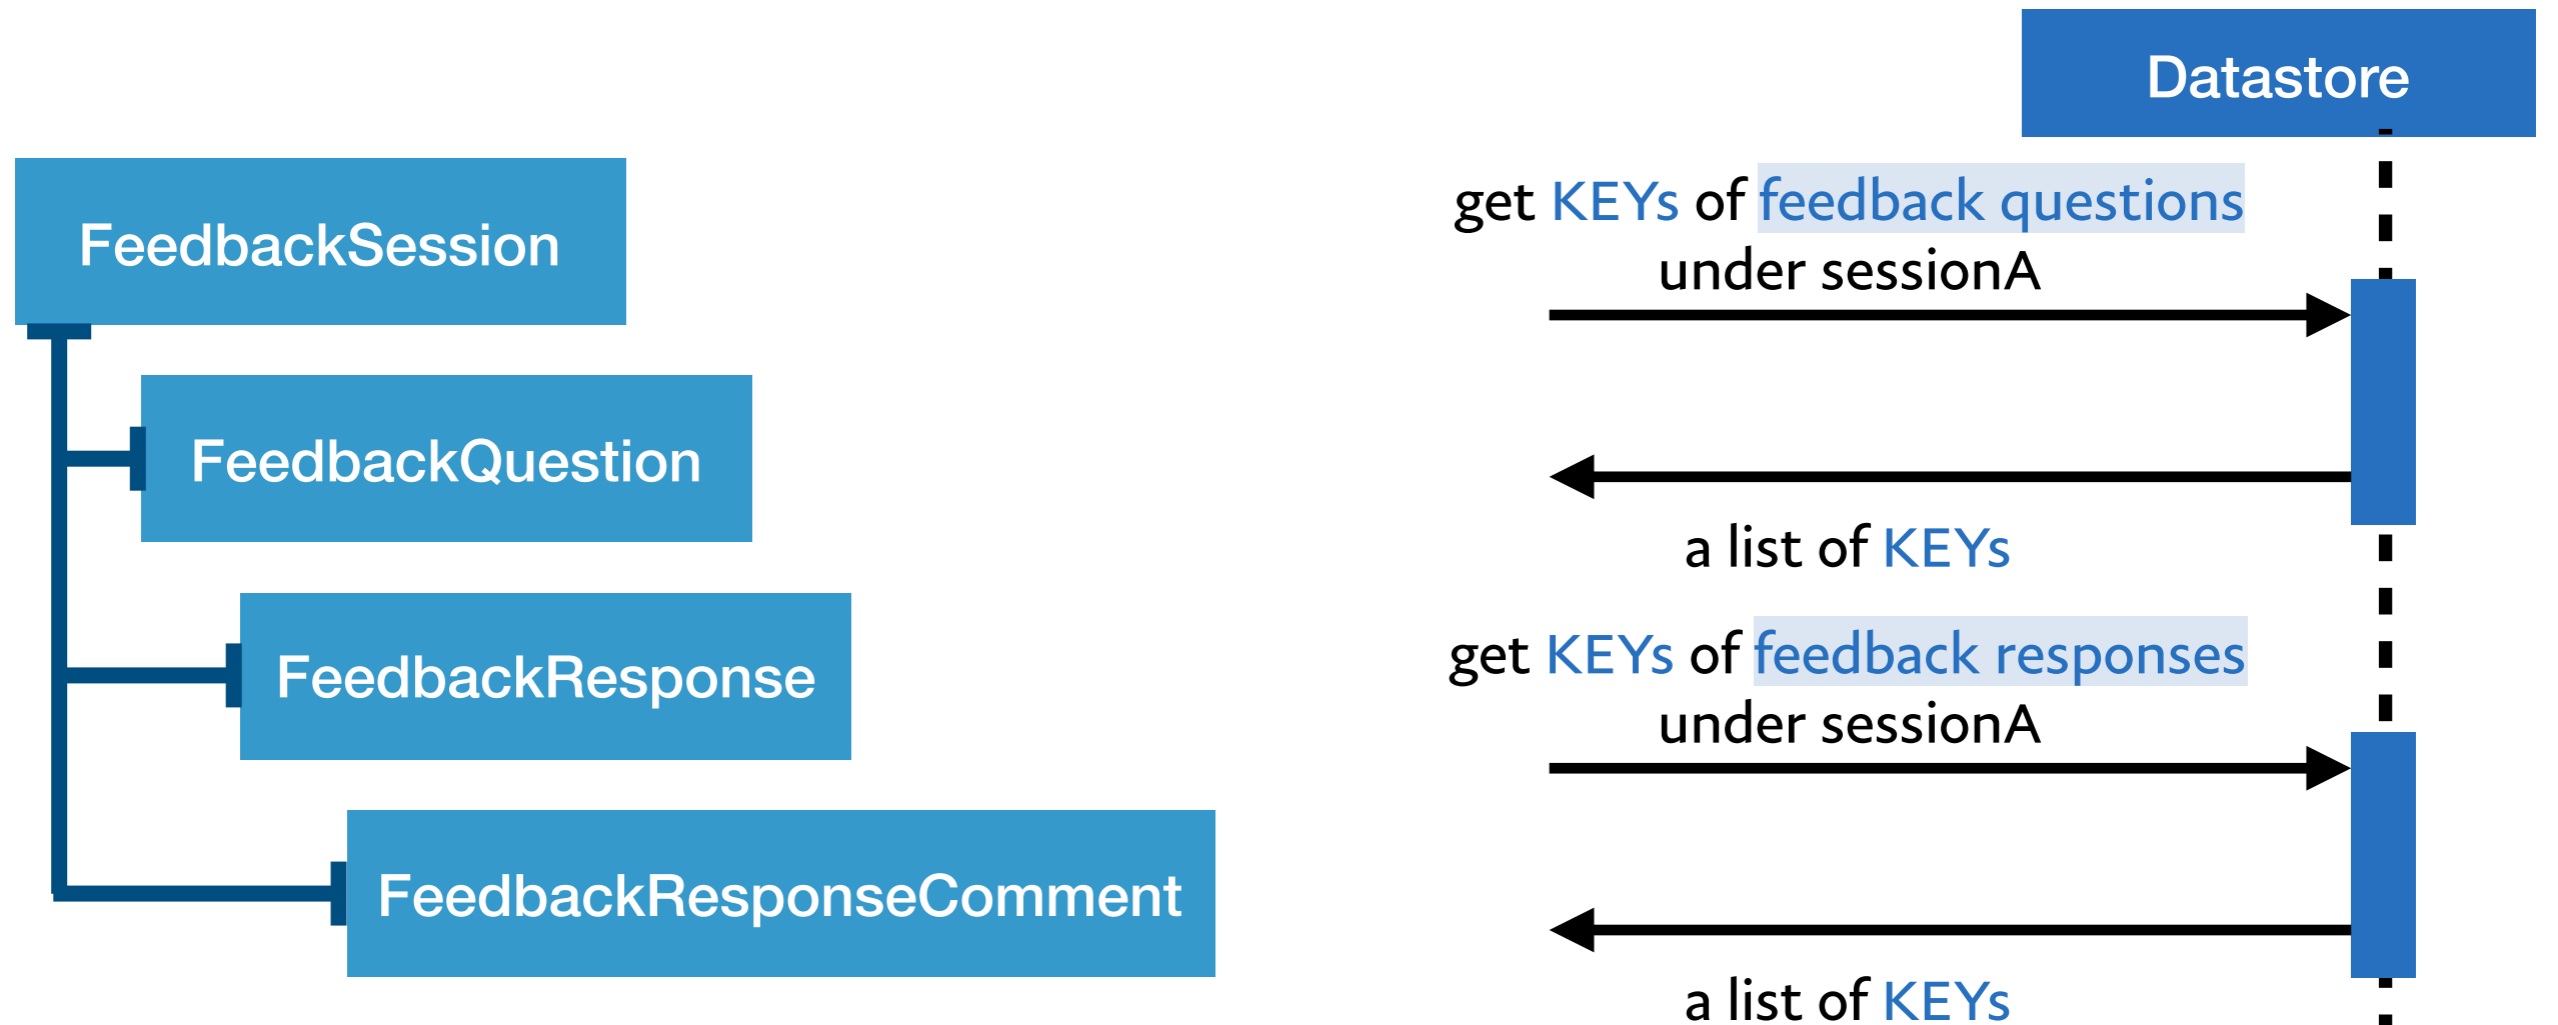 Datastore
FeedbackSession
FeedbackQuestion
FeedbackResponse
FeedbackResponseComment
get KEYs of feedback questions
under sessionA
a list of KEYs
get KEYs of feedback responses
under sessionA
a list of KEYs